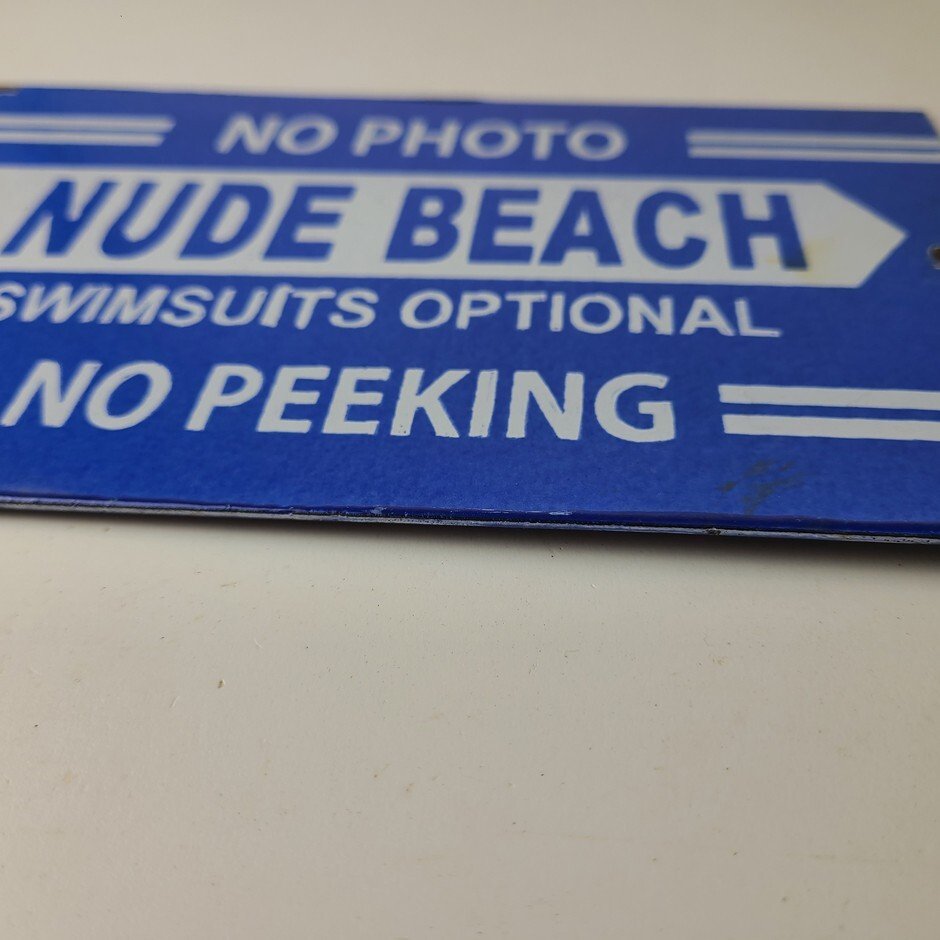 NO PHOTO
NUDE BEACH
SWIMSUITS OPTIONAL
NO PEEKING